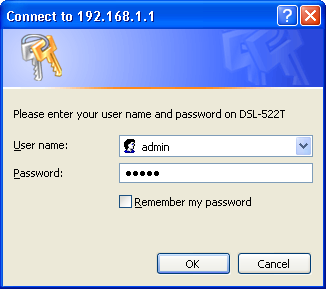 Connect to 192.168.1.1
Please enter your user name and password on DSL-522T
User name:
admin
Password:
●●●●●
Remember my password
OK
Cancel